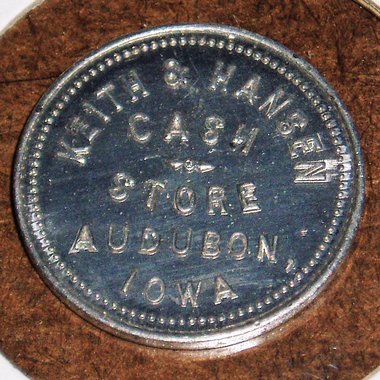 KEITH & HANSEN
CASH
STORE
AUDUBON,
IOWA